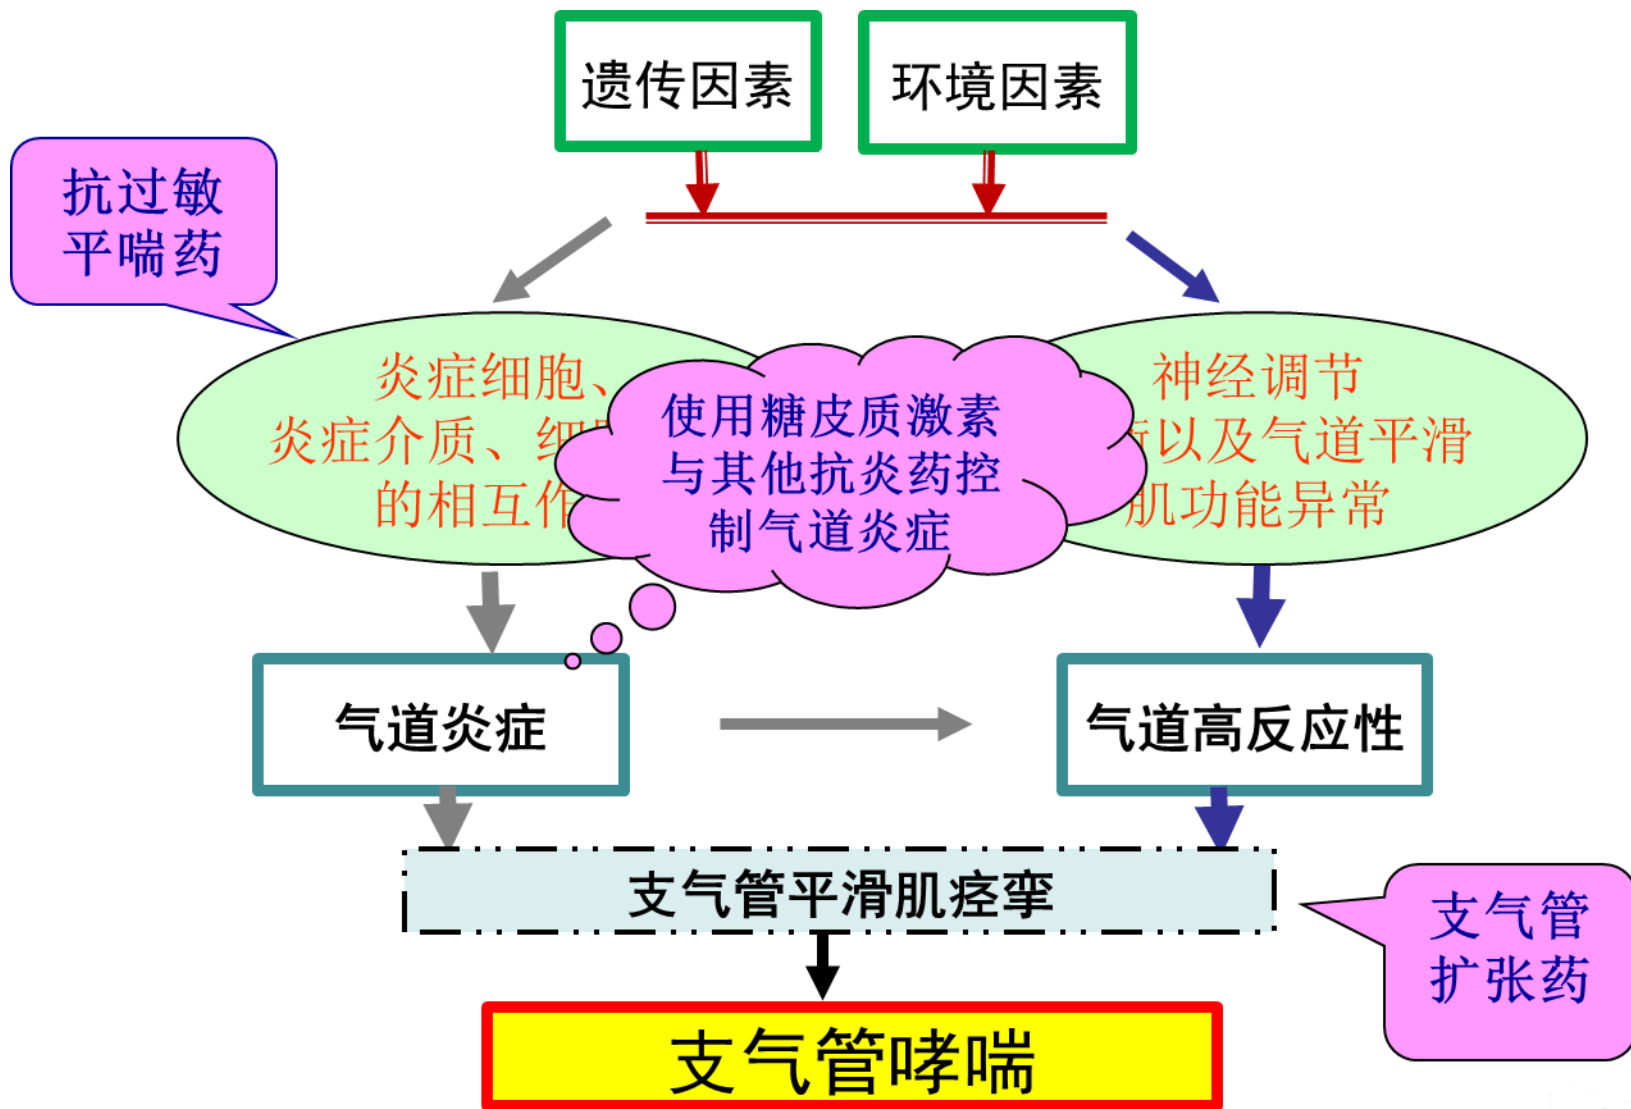 遗传因素
环境因素
抗过敏
平喘药
炎症细胞、
炎症介质、细
的相互作
使用糖皮质激素
与其他抗炎药控
制气道炎症
神经调节
以及气道平滑
肌功能异常
气道炎症
气道高反应性
支气管平滑肌痉挛
支气管
扩张药
支气管哮喘